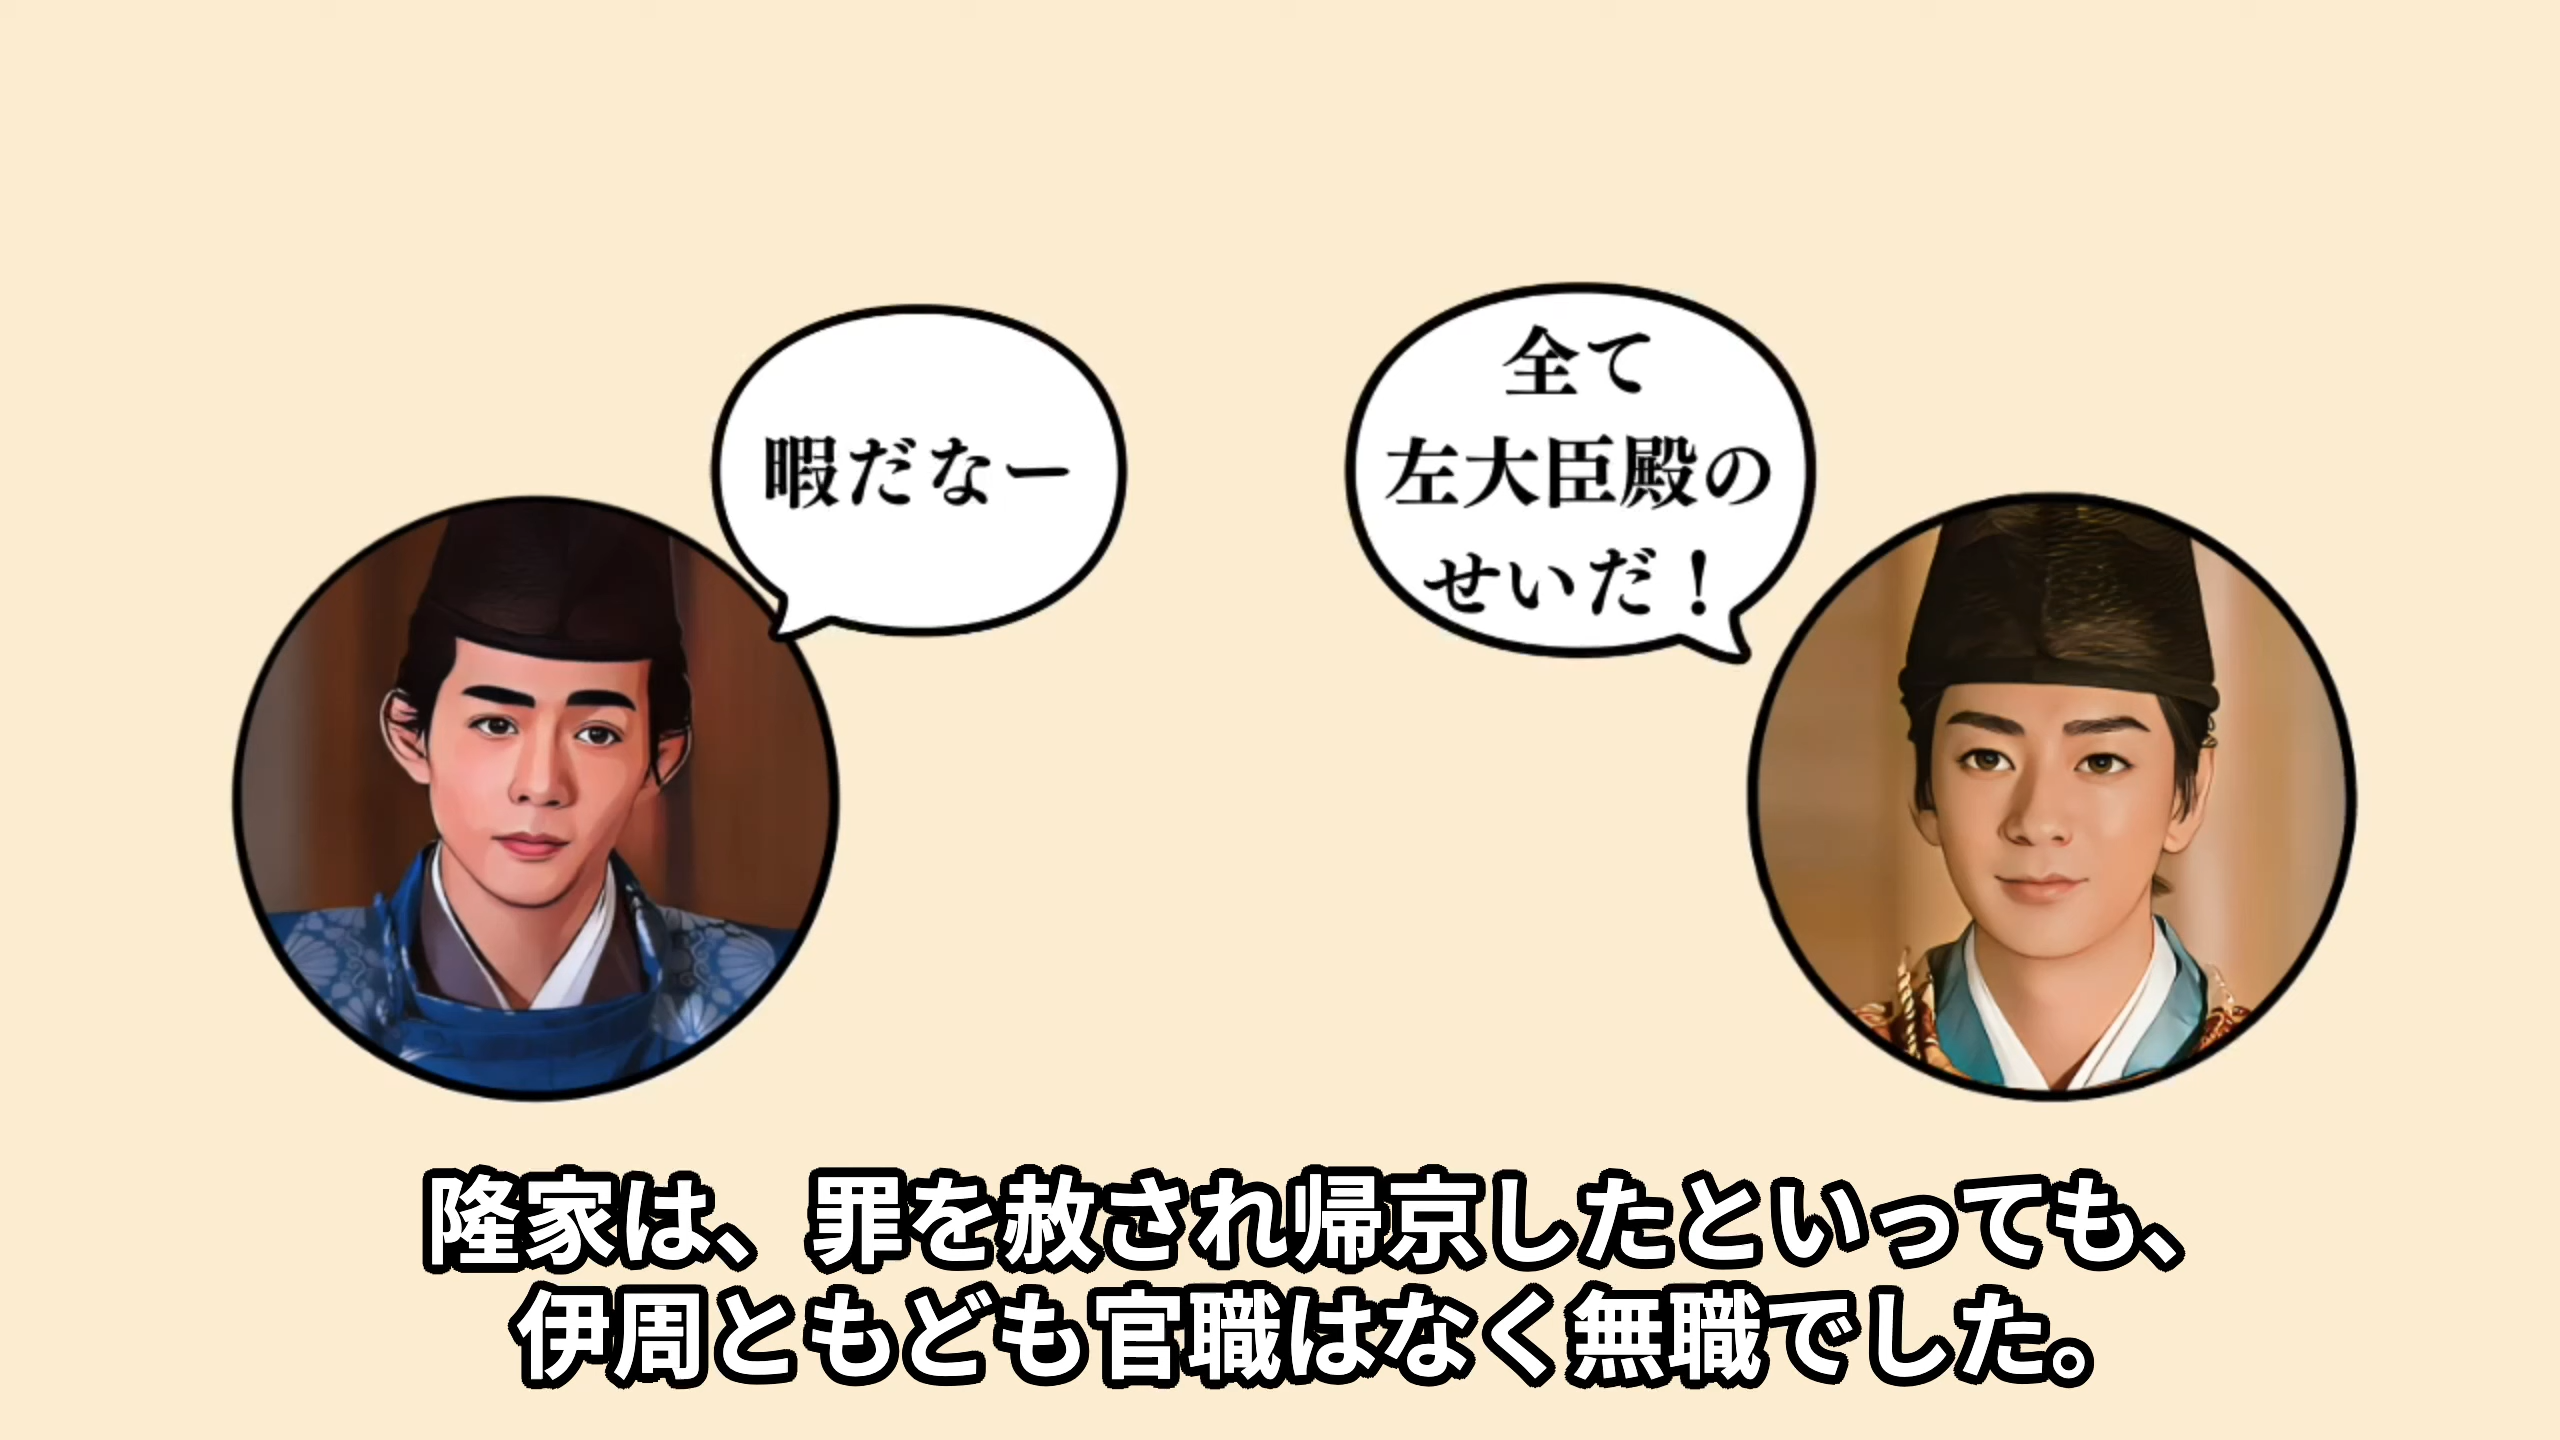 暇だなー
全て
左大臣殿の
せいだ！
隆家は、罪を赦され帰京したといっても、
伊周ともども官職はなく無職でした。